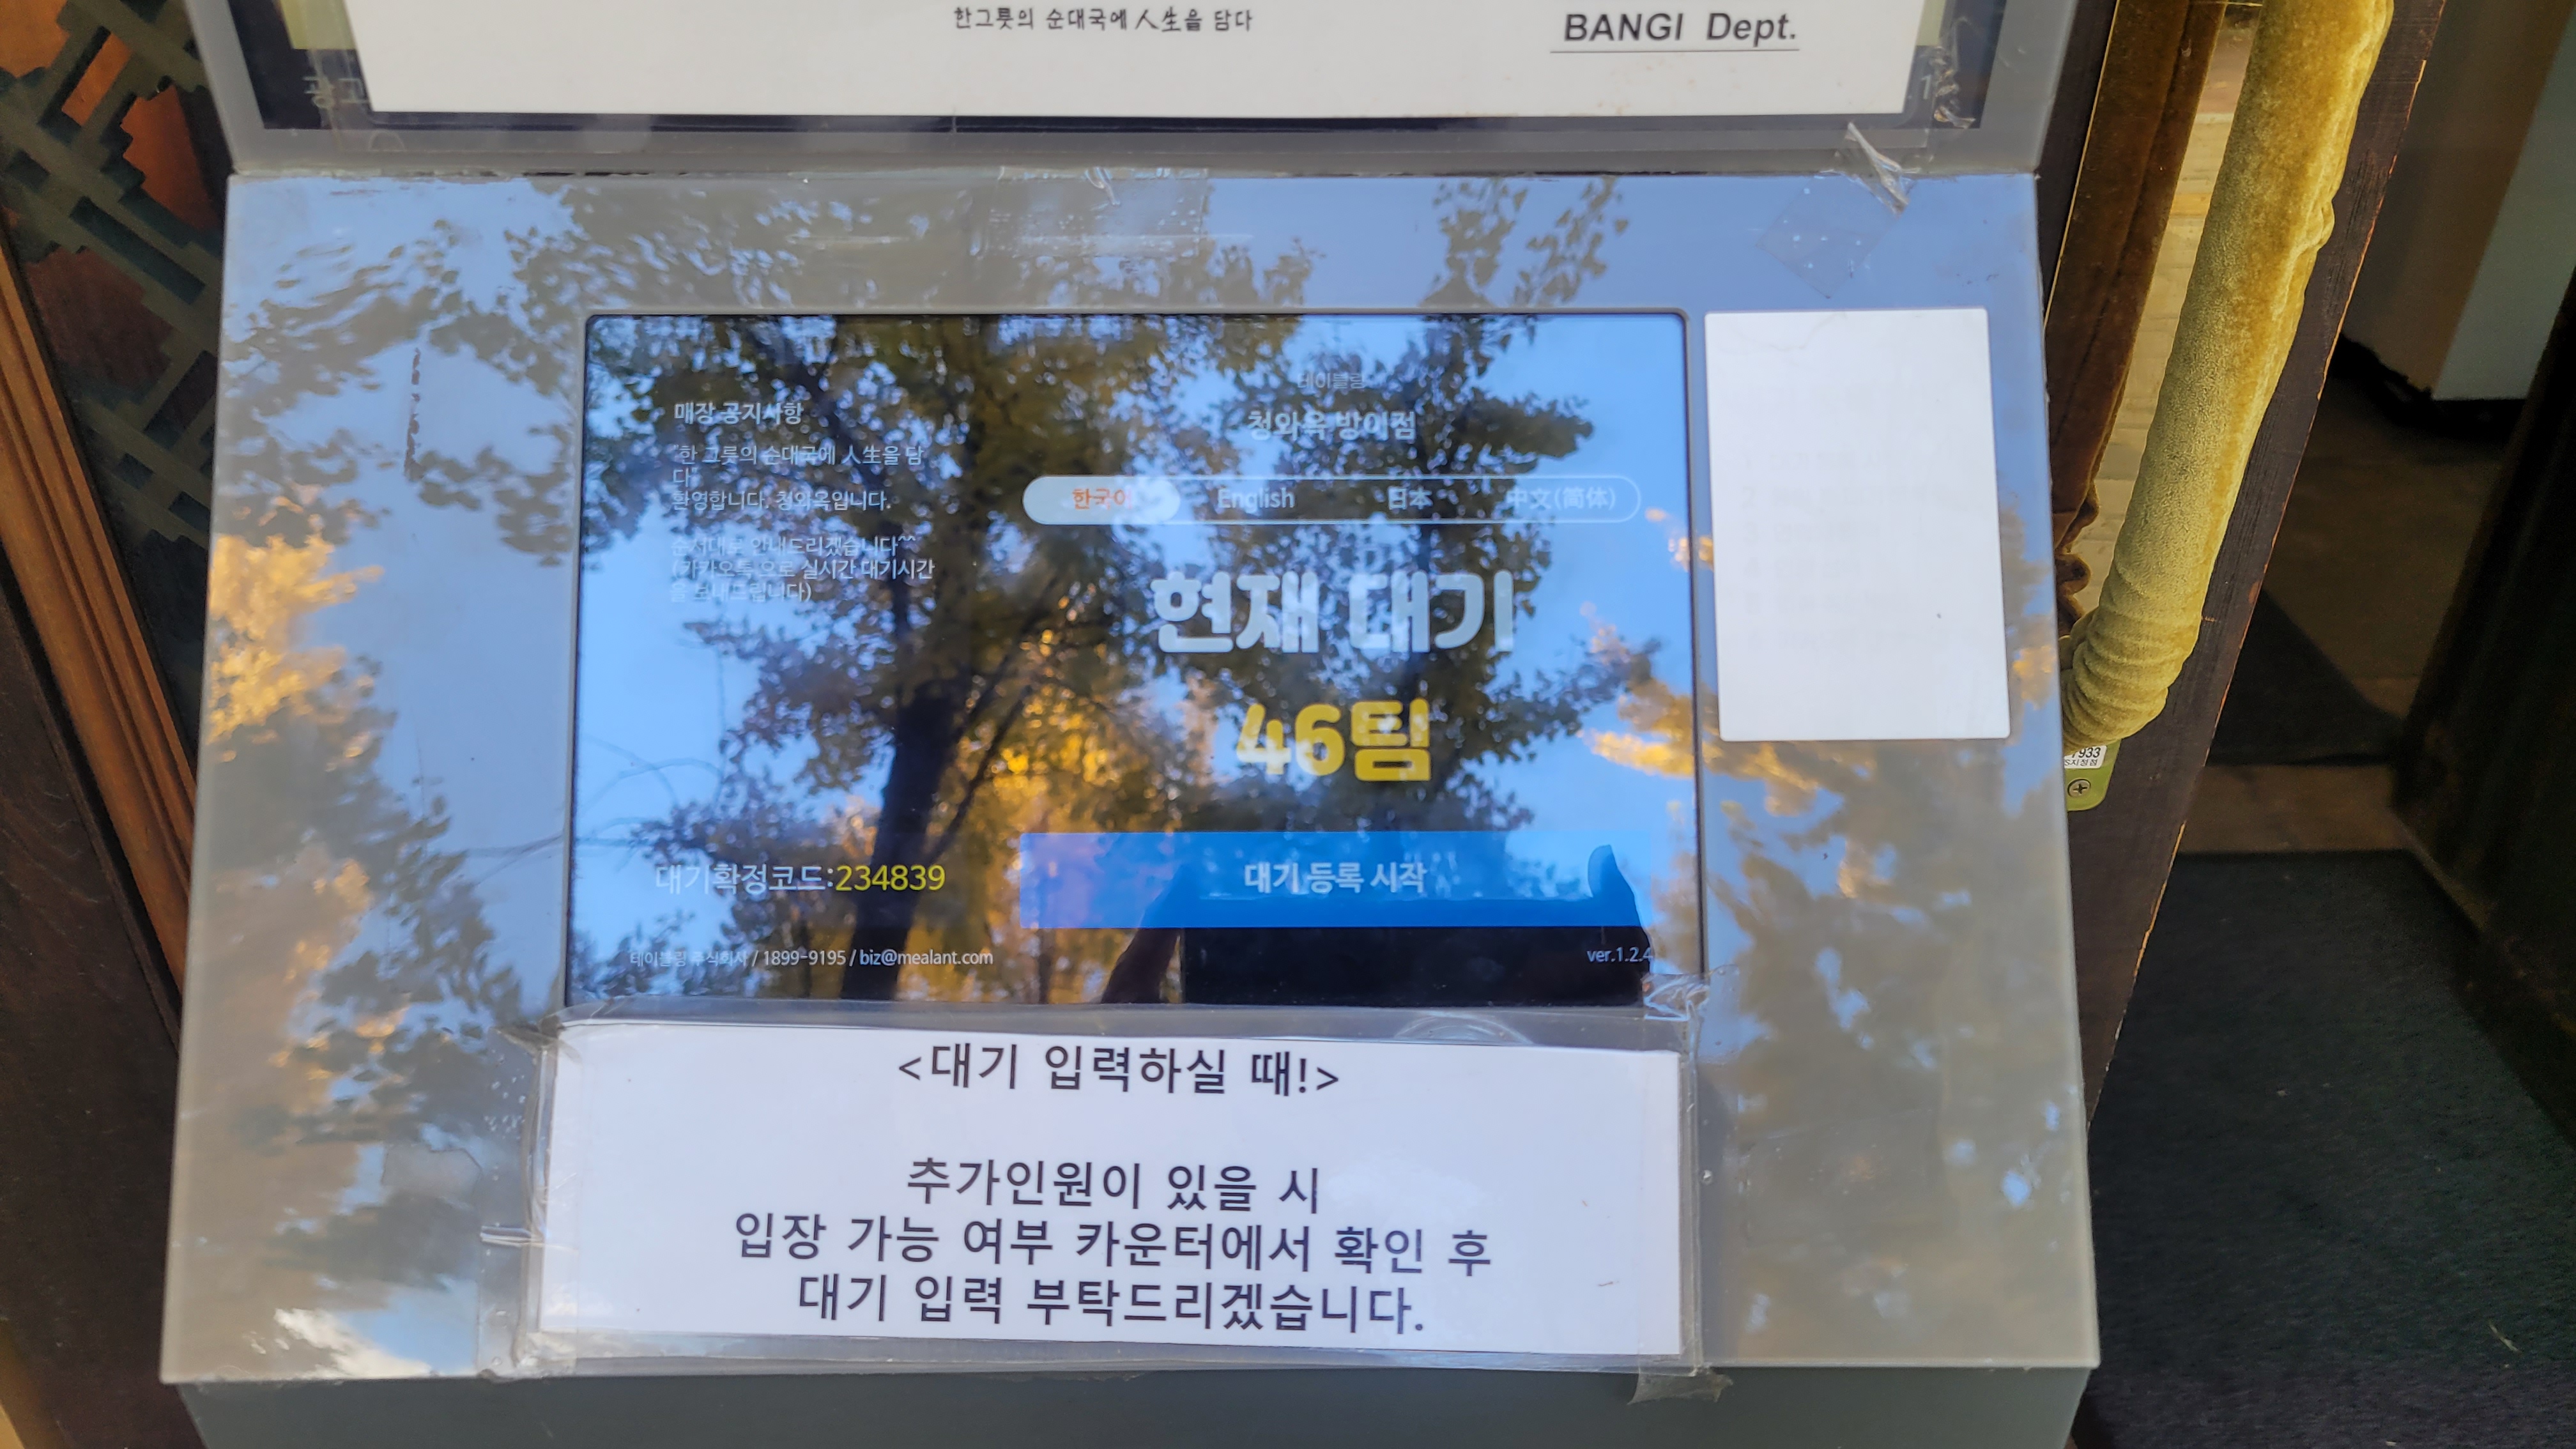 한그릇의 순대국에 人生을 담다
BANGI Dept.
광고
테이블링
청와옥 방이점
매장 공지사항
"한 그릇의 순대국에 人生을 담
다"
환영합니다. 청와옥입니다.
순서대로 안내드리겠습니다^^
(카카오톡으로 실시간 대기시간
을 보내드립니다)
한국어 English 日本 中文(简体)
현재 대기
46팀
대기확정코드:234839
대기 등록 시작
테이블링 주식회사 / 1899-9195 / biz@mealant.com
ver.1.2.4
<대기 입력하실 때!>
추가인원이 있을 시
입장 가능 여부 카운터에서 확인 후
대기 입력 부탁드리겠습니다.
7933
S지정점